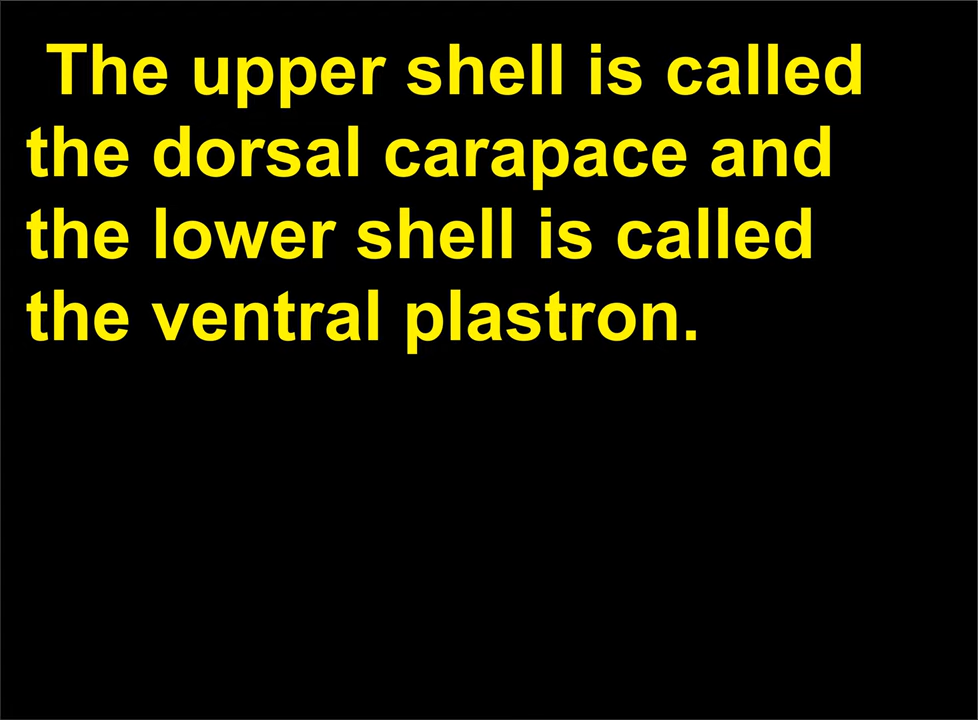 The upper shell is called
the dorsal carapace and
the lower shell is called
the ventral plastron.